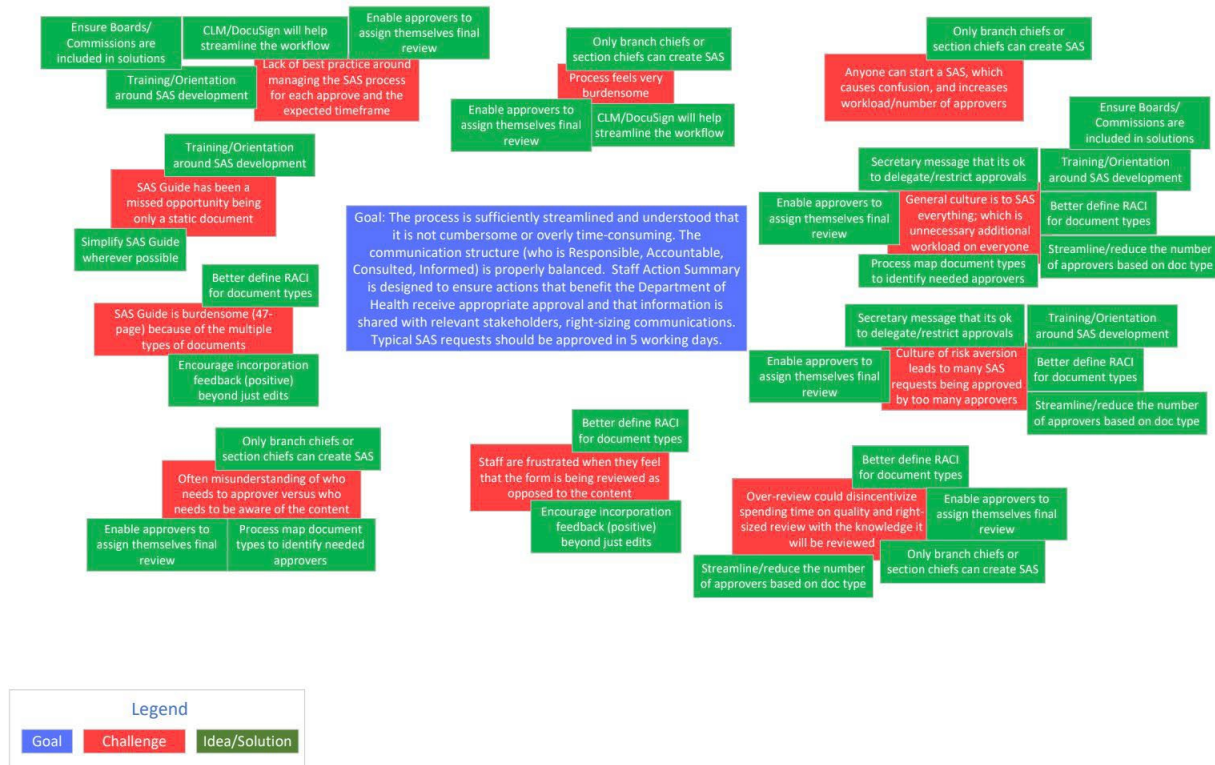 Ensure Boards/
Commissions are
included in solutions
CLM/DocuSign will help
streamline the workflow
Enable approvers to
assign themselves final
review
Training/Orientation
around SAS development
Lack of best practice around
managing the SAS process
for each approve and the
expected timeframe
Only branch chiefs or
section chiefs can create SAS
Process feels very
burdensome
Enable approvers to
assign themselves final
review
CLM/DocuSign will help
streamline the workflow
Only branch chiefs or
section chiefs can create SAS
Anyone can start a SAS, which
causes confusion, and increases
workload/number of approvers
Ensure Boards/
Commissions are
included in solutions
Training/Orientation
around SAS development
SAS Guide has been a
missed opportunity being
only a static document
Simplify SAS Guide
wherever possible
Secretary message that its ok
to delegate/restrict approvals
Training/Orientation
around SAS development
Enable approvers to
assign themselves final
review
General culture is to SAS
everything; which is
unnecessary additional
workload on everyone
Better define RACI
for document types
Streamline/reduce the number
of approvers based on doc type
Process map document types
to identify needed approvers
Goal: The process is sufficiently streamlined and understood that
it is not cumbersome or overly time-consuming. The
communication structure (who is Responsible, Accountable,
Consulted, Informed) is properly balanced. Staff Action Summary
is designed to ensure actions that benefit the Department of
Health receive appropriate approval and that information is
shared with relevant stakeholders, right-sizing communications.
Typical SAS requests should be approved in 5 working days.
Better define RACI
for document types
SAS Guide is burdensome (47-
page) because of the multiple
types of documents
Encourage incorporation
feedback (positive)
beyond just edits
Secretary message that its ok
to delegate/restrict approvals
Training/Orientation
around SAS development
Enable approvers to
assign themselves final
review
Culture of risk aversion
leads to many SAS
requests being approved
by too many approvers
Better define RACI
for document types
Streamline/reduce the number
of approvers based on doc type
Only branch chiefs or
section chiefs can create SAS
Often misunderstanding of who
needs to approver versus who
needs to be aware of the content
Enable approvers to
assign themselves final
review
Process map document
types to identify needed
approvers
Better define RACI
for document types
Staff are frustrated when they feel
that the form is being reviewed as
opposed to the content
Encourage incorporation
feedback (positive)
beyond just edits
Better define RACI
for document types
Over-review could disincentivize
spending time on quality and right-
sized review with the knowledge it
will be reviewed
Enable approvers to
assign themselves final
review
Only branch chiefs or
section chiefs can create SAS
Streamline/reduce the number
of approvers based on doc type
Legend
Goal
Challenge
Idea/Solution